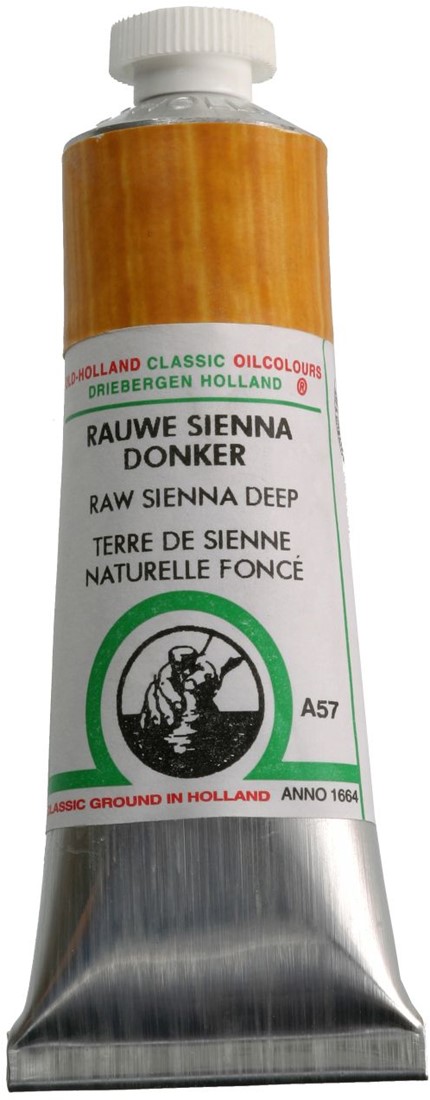 OLD-HOLLAND CLASSIC OILCOLOURS
DRIEBERGEN HOLLAND ®
RAUWE SIENNA
DONKER
RAW SIENNA DEEP
TERRE DE SIENNE
NATURELLE FONCÉ
A57
CLASSIC GROUND IN HOLLAND ANNO 1664